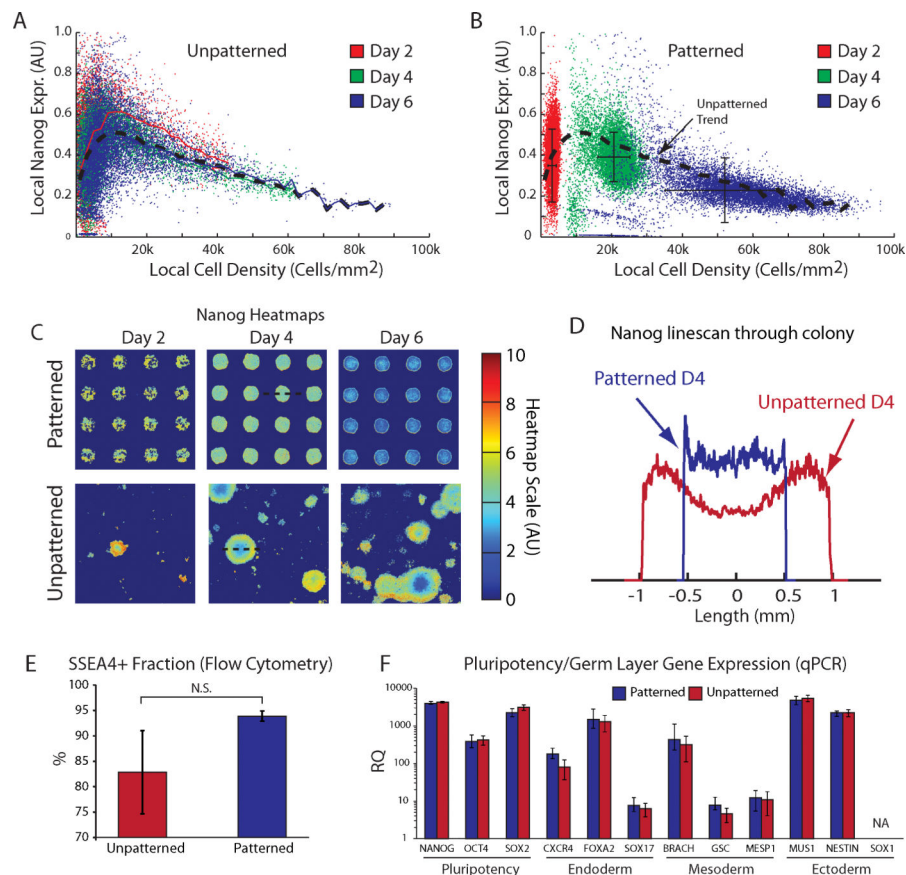 A
Unpatterned
Day 2
Day 4
Day 6
Local Nanog Expr. (AU)
1.0
0.8
0.6
0.4
0.2
0
20k
40k
60k
80k
100k
Local Cell Density (Cells/mm2)
B
Patterned
Day 2
Day 4
Day 6
Unpatterned
Trend
Local Nanog Expr. (AU)
1.0
0.8
0.6
0.4
0.2
0
20k
40k
60k
80k
100k
Local Cell Density (Cells/mm2)
C
Nanog Heatmaps
Day 2
Day 4
Day 6
Patterned
Unpatterned
10
8
6
4
2
0
Heatmap Scale (AU)
D
Nanog linescan through colony
Patterned D4
Unpatterned D4
-1
-0.5
0
0.5
1
Length (mm)
E
SSEA4+ Fraction (Flow Cytometry)
N.S.
%
100
95
90
85
80
75
70
Unpatterned
Patterned
F
Pluripotency/Germ Layer Gene Expression (qPCR)
Patterned
Unpatterned
RQ
10000
1000
100
10
1
NA
NANOG OCT4 SOX2 CXCR4 FOXA2 SOX17 BRACH GSC MESP1 MUS1 NESTIN SOX1
Pluripotency Endoderm Mesoderm Ectoderm